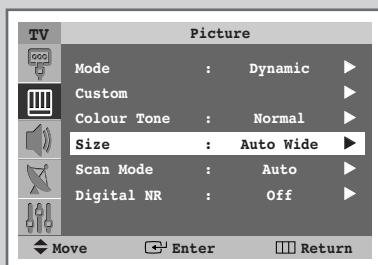 TV Picture
Mode : Dynamic
Custom
Colour Tone : Normal
Size : Auto Wide
Scan Mode : Auto
Digital NR : Off
Move Enter Return